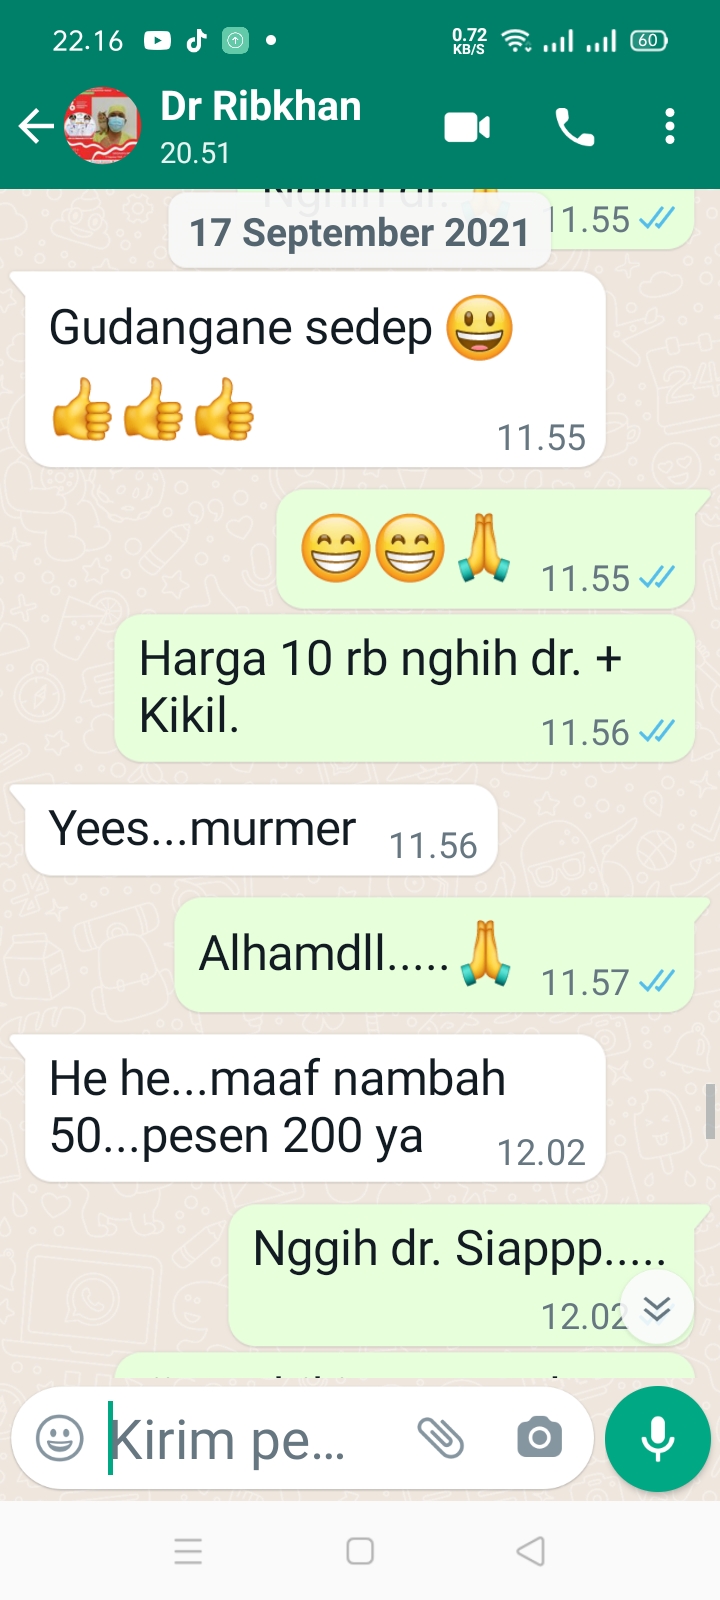 22.16
0.72
KB/S
60
Dr Ribkhan
20.51
11.55
17 September 2021
Gudangane sedep 😃
👍👍👍
11.55
😁😁🙏 11.55
Harga 10 rb nghih dr. +
Kikil.
11.56
Yees...murmer 11.56
Alhamdll.....🙏 11.57
He he...maaf nambah
50...pesen 200 ya 12.02
Nggih dr. Siappp.....
12.02
Kirim pe...